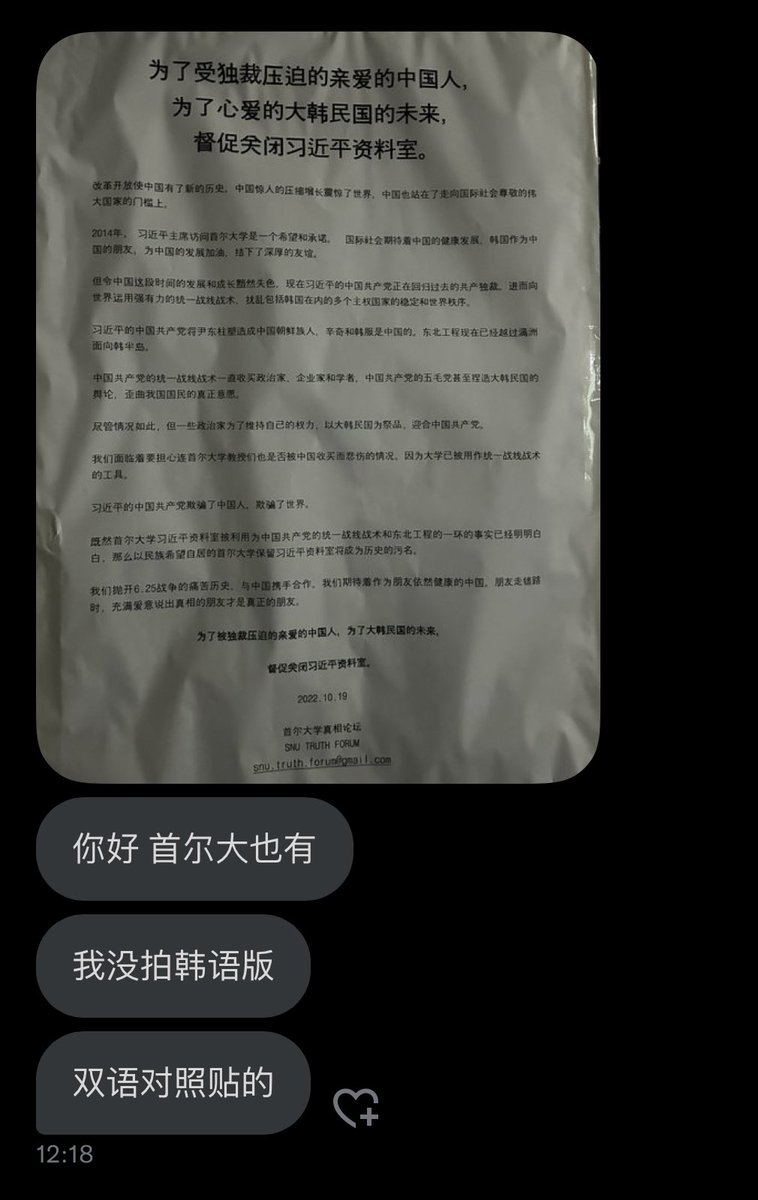 为了受独裁压迫的亲爱的中国人，
为了心爱的大韩民国的未来，
督促关闭习近平资料室。
改革开放使中国有了新的历史。中国惊人的压缩增长震惊了世界，中国也站在了走向国际社会尊敬的伟
大国家的门槛上。
2014年， 习近平主席访问首尔大学是一个希望和承诺。 国际社会期待着中国的健康发展，韩国作为中
国的朋友，为中国的发展加油，结下了深厚的友谊。
但令中国这段时间的发展和成长黯然失色，现在习近平的中国共产党正在回归过去的共产独裁。进而向
世界运用强有力的统一战线战术，扰乱包括韩国在内的多个主权国家的稳定和世界秩序。
习近平的中国共产党将尹东柱塑造成中国朝鲜族人，辛奇和韩服是中国的。东北工程现在已经越过满洲
面向韩半岛。
中国共产党的统一战线战术一直收买政治家、企业家和学者，中国共产党的五毛党甚至捏造大韩民国的
舆论，歪曲我国国民的真正意愿。
尽管情况如此，但一些政治家为了维持自己的权力，以大韩民国为祭品，迎合中国共产党。
我们面临着要担心连首尔大学教授们也是否被中国收买而悲伤的情况。因为大学已被用作统一战线战术
的工具。
习近平的中国共产党欺骗了中国人，欺骗了世界。
既然首尔大学习近平资料室被利用为中国共产党的统一战线战术和东北工程的一环的事实已经明明白
白，那么以民族希望自居的首尔大学保留习近平资料室将成为历史的污名。
我们抛开6.25战争的痛苦历史，与中国携手合作。我们期待着作为朋友依然健康的中国。朋友走错路
时，充满爱意说出真相的朋友才是真正的朋友。
为了被独裁压迫的亲爱的中国人，为了大韩民国的未来，
督促关闭习近平资料室。
2022.10.19
首尔大学真相论坛
SNU TRUTH FORUM
snu.truth.forum@gmail.com
你好 首尔大也有
我没拍韩语版
双语对照贴的
12:18